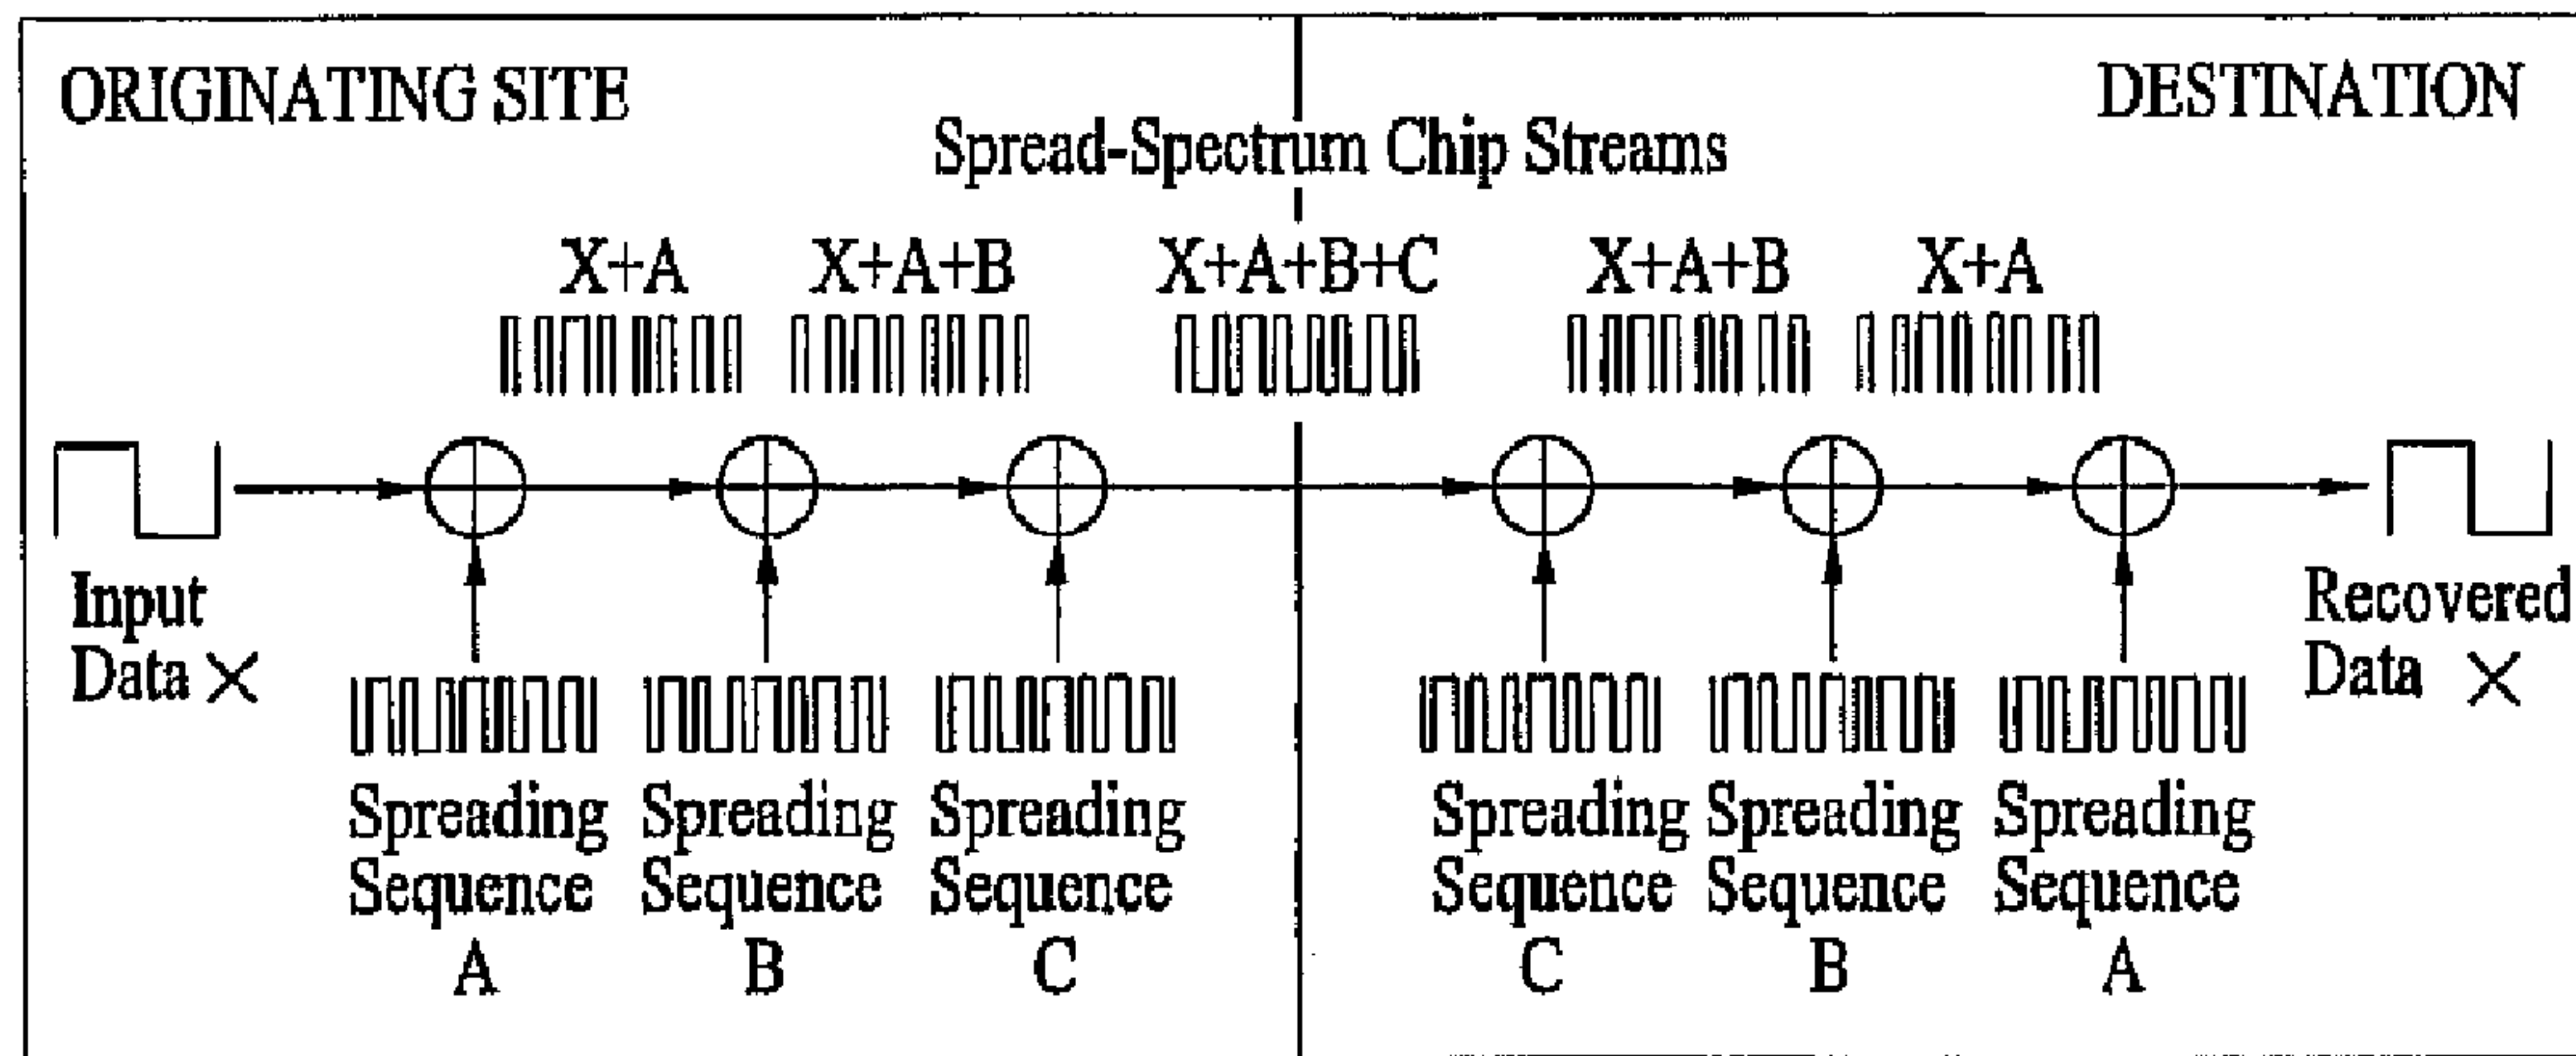 ORIGINATING SITE
DESTINATION
Spread-Spectrum Chip Streams
X+A
X+A+B
X+A+B+C
X+A+B
X+A
Input
Data X
Recovered
Data X
Spreading
Sequence
A
Spreading
Sequence
B
Spreading
Sequence
C
Spreading
Sequence
C
Spreading
Sequence
B
Spreading
Sequence
A